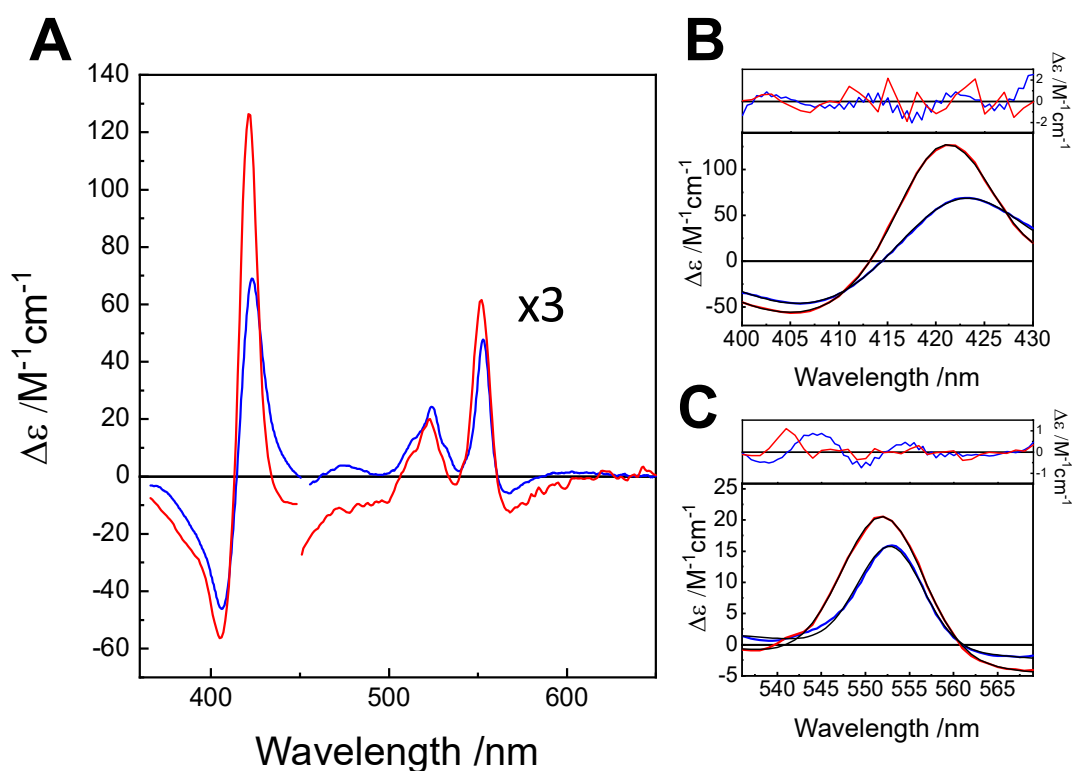 A
140
120
100
80
60
40
20
0
-20
-40
-60
400
500
600
Δε /M⁻¹cm⁻¹
Wavelength /nm
x3
B
2
0
-2
Δε /M⁻¹cm⁻¹
100
50
0
-50
Δε /M⁻¹cm⁻¹
400 405 410 415 420 425 430
Wavelength /nm
C
1
0
-1
Δε /M⁻¹cm⁻¹
25
20
15
10
5
0
-5
Δε /M⁻¹cm⁻¹
540 545 550 555 560 565
Wavelength /nm